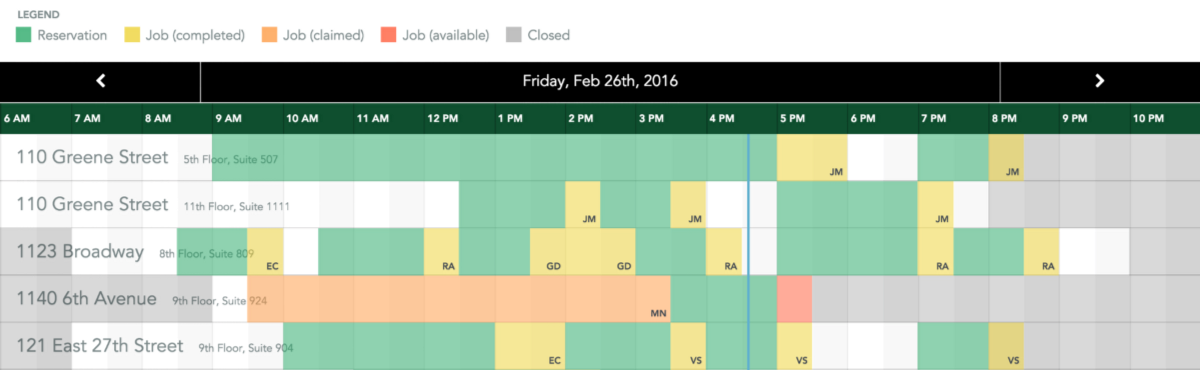 LEGEND
Reservation Job (completed) Job (claimed) Job (available) Closed
Friday, Feb 26th, 2016
6 AM 7 AM 8 AM 9 AM 10 AM 11 AM 12 PM 1 PM 2 PM 3 PM 4 PM 5 PM 6 PM 7 PM 8 PM 9 PM 10 PM
110 Greene Street 5th Floor, Suite 507 JM JM
110 Greene Street 11th Floor, Suite 1111 JM JM JM
1123 Broadway 8th Floor, Suite 809 EC RA GD GD RA RA RA
1140 6th Avenue 9th Floor, Suite 924 MN
121 East 27th Street 9th Floor, Suite 904 EC VS VS VS